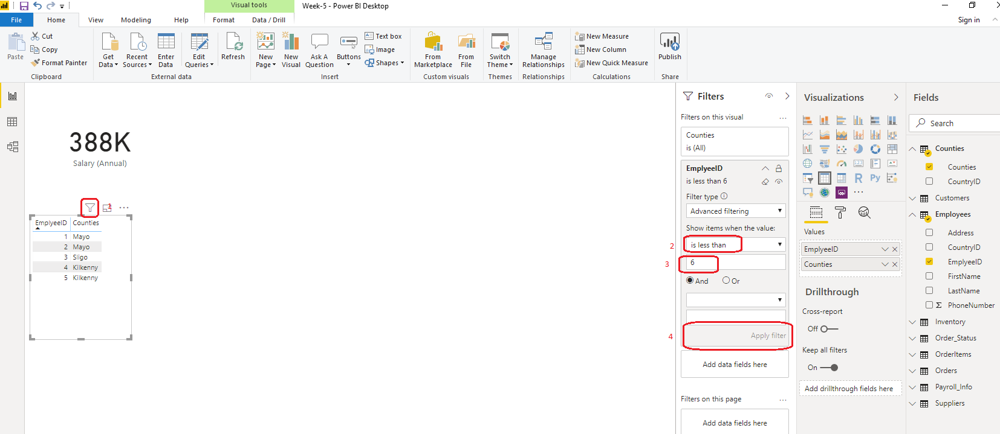 Visual tools
Week-5 - Power BI Desktop
File Home View Modeling Help Format Data / Drill Sign in
Paste
Cut
Copy
Format Painter
Clipboard
Get Data
Recent Sources
Enter Data
Edit Queries
Refresh
External data
New Page
New Visual
Ask A Question
Buttons
Text box
Image
Shapes
Insert
From Marketplace
From File
Custom visuals
Switch Theme
Themes
Manage Relationships
Relationships
New Measure
New Column
New Quick Measure
Calculations
Publish
Share
388K
Salary (Annual)
EmplyeeID Counties
1 Mayo
2 Mayo
3 Sligo
4 Kilkenny
5 Kilkenny
Filters
Filters on this visual ...
Counties
is (All)
EmplyeeID
is less than 6
Filter type
Advanced filtering
Show items when the value:
2 is less than
3 6
And Or
4 Apply filter
Add data fields here
Filters on this page ...
Add data fields here
Visualizations
123
R Py
...
Values
EmplyeeID
Counties
Drillthrough
Cross-report
Off
Keep all filters
On
Add drillthrough fields here
Fields
Search
Counties
Counties
CountryID
Customers
Employees
Address
CountryID
EmplyeeID
FirstName
LastName
Σ PhoneNumber
Inventory
Order_Status
OrderItems
Orders
Payroll_Info
Suppliers